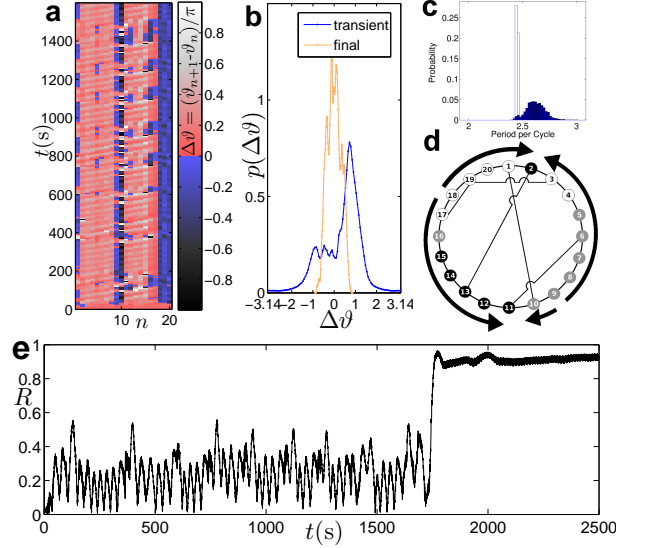 a
t(s)
1600
1400
1200
1000
800
600
400
200
0
10 n 20
Δϑ = (ϑn+1-ϑn)/π
0.8
0.6
0.4
0.2
0
−0.2
−0.4
−0.6
−0.8
b
transient
final
p(Δϑ)
1
0.5
0
−3.14 −2 −1 0 1 2 3.14
Δϑ
c
Probability
0.25
0.2
0.15
0.1
0.05
0
2 2.5 3
Period per Cycle
d
1
2
3
4
5
6
7
8
9
10
11
12
13
14
15
16
17
18
19
20
e
R
1
0.8
0.6
0.4
0.2
0
0 500 1000 1500 2000 2500
t(s)